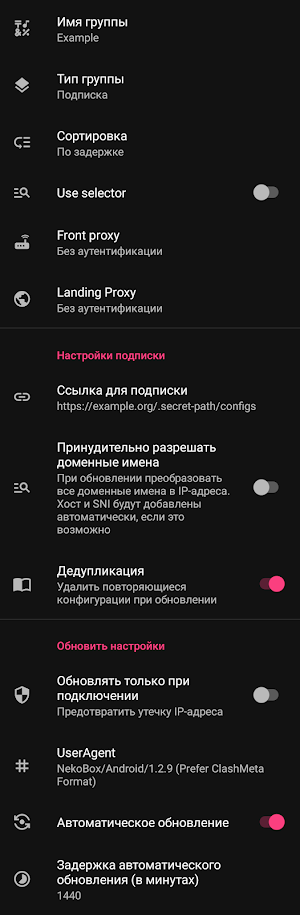 Имя группы
Example
Тип группы
Подписка
Сортировка
По задержке
Use selector
Front proxy
Без аутентификации
Landing Proxy
Без аутентификации
Настройки подписки
Ссылка для подписки
https://example.org/.secret-path/configs
Принудительно разрешать
доменные имена
При обновлении преобразовать
все доменные имена в IP-адреса.
Хост и SNI будут добавлены
автоматически, если это
возможно
Дедупликация
Удалить повторяющиеся
конфигурации при обновлении
Обновить настройки
Обновлять только при
подключении
Предотвратить утечку IP-адреса
UserAgent
NekoBox/Android/1.2.9 (Prefer ClashMeta
Format)
Автоматическое обновление
Задержка автоматического
обновления (в минутах)
1440